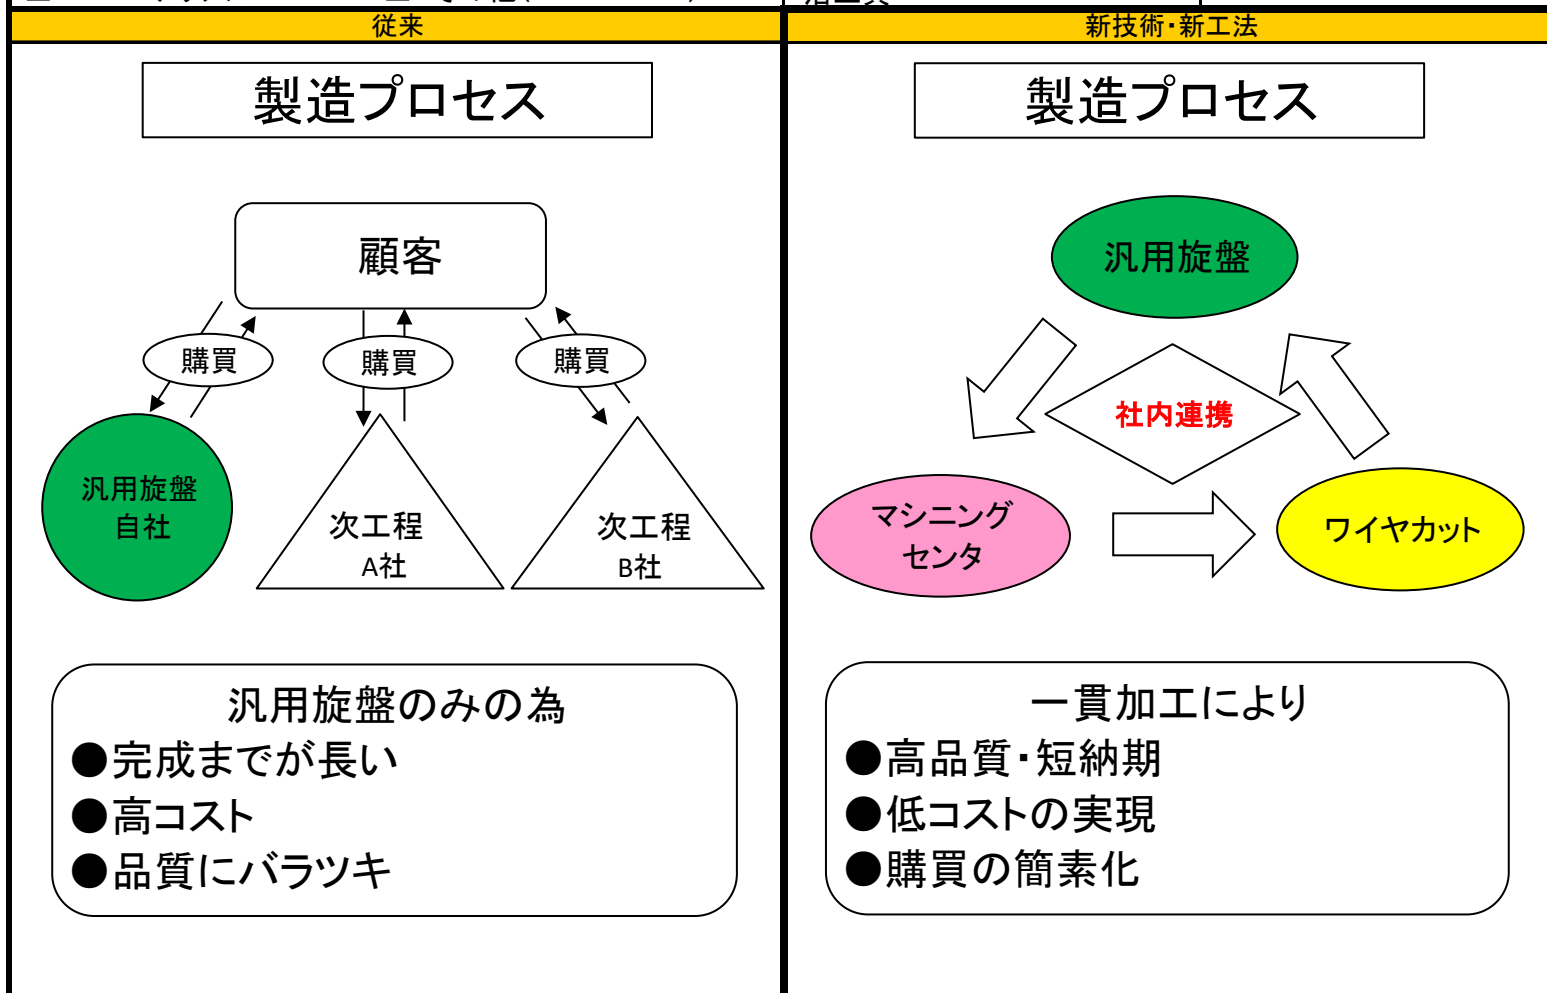 従来
製造プロセス
顧客
購買
購買
購買
汎用旋盤
自社
次工程
A社
次工程
B社
汎用旋盤のみの為
●完成までが長い
●高コスト
●品質にバラツキ
新技術・新工法
製造プロセス
汎用旋盤
社内連携
マシニング
センタ
ワイヤカット
一貫加工により
●高品質・短納期
●低コストの実現
●購買の簡素化